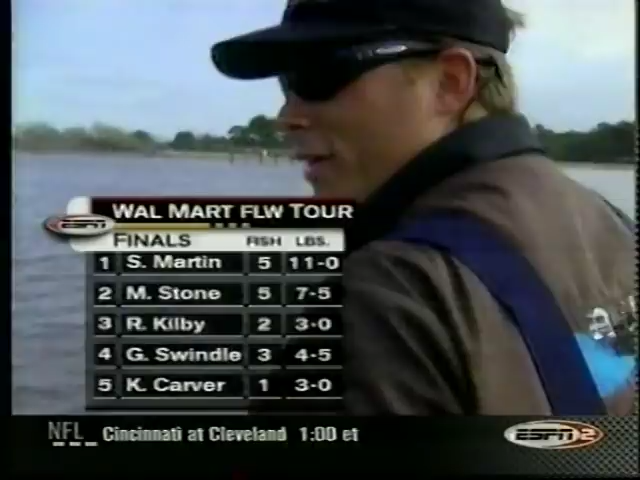 WAL MART FLW TOUR
ESPN
FINALS FISH LBS.
1 S. Martin 5 11-0
2 M. Stone 5 7-5
3 R. Kilby 2 3-0
4 G. Swindle 3 4-5
5 K. Carver 1 3-0
NFL Cincinnati at Cleveland 1:00 et
ESPN 2